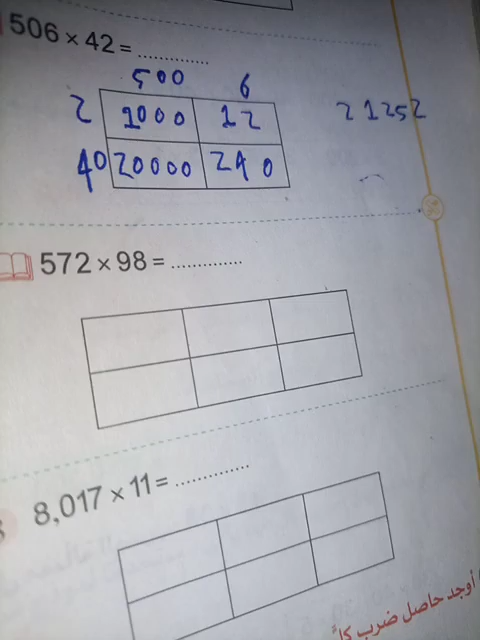 506 × 42 = ..............
500 6
2 1000 12 21252
40 20000 240
572 × 98 = ..............
8,017 × 11 = ..............
أوجد حاصل ضرب